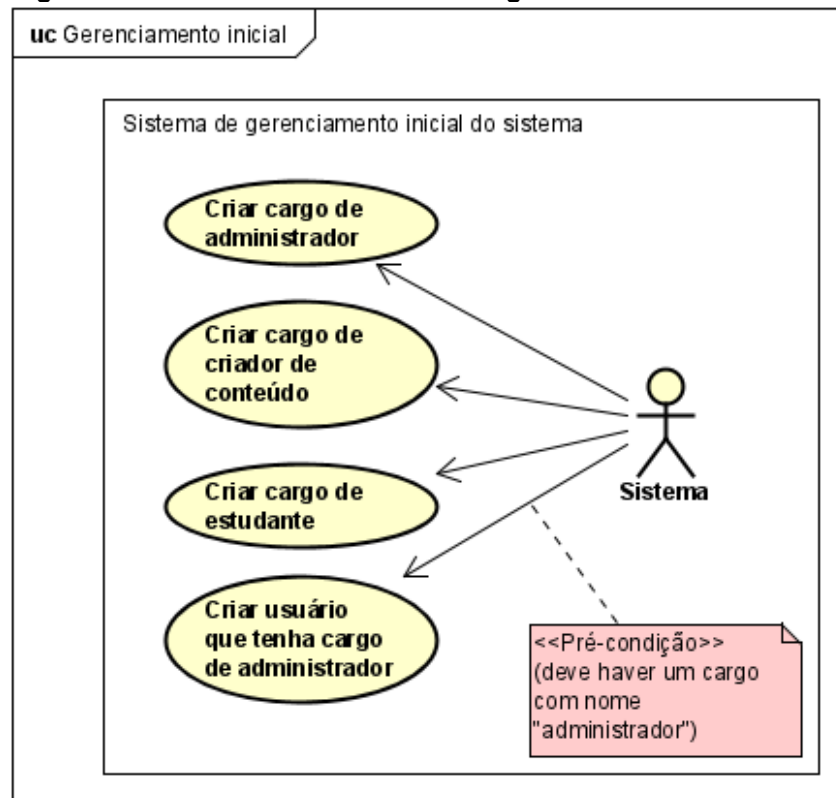 uc Gerenciamento inicial
Sistema de gerenciamento inicial do sistema
Criar cargo de
administrador
Criar cargo de
criador de
conteúdo
Criar cargo de
estudante
Criar usuário
que tenha cargo
de administrador
Sistema
<<Pré-condição>>
(deve haver um cargo
com nome
"administrador")